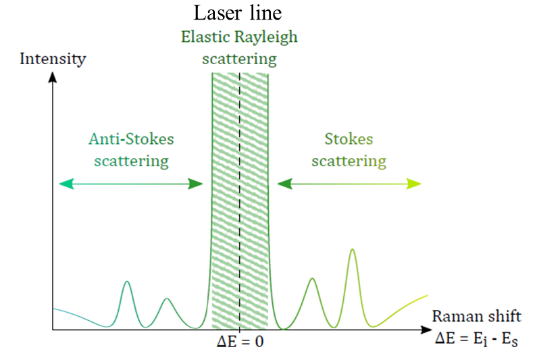 Laser line
Elastic Rayleigh
scattering
Intensity
Anti-Stokes
scattering
Stokes
scattering
ΔE = 0
Raman shift
ΔE = Ei - Es